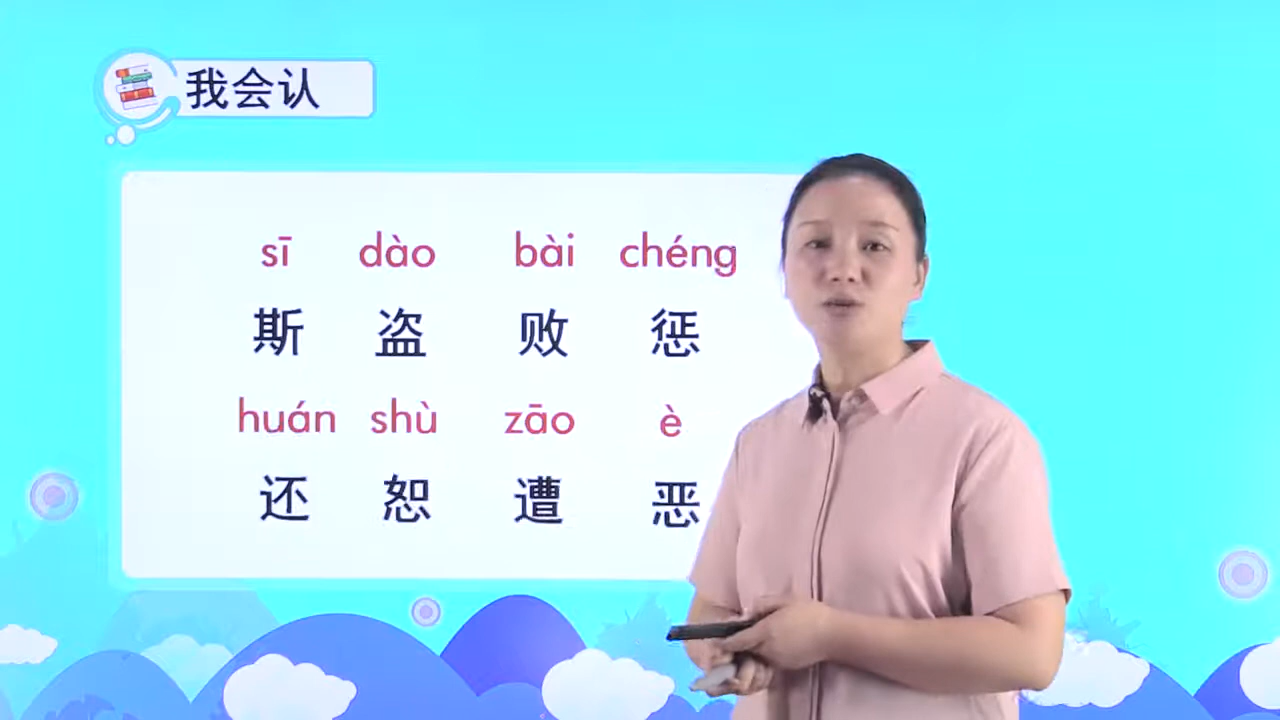 我会认
sī dào bài chéng
斯 盗 败 惩
huán shù zāo è
还 恕 遭 恶